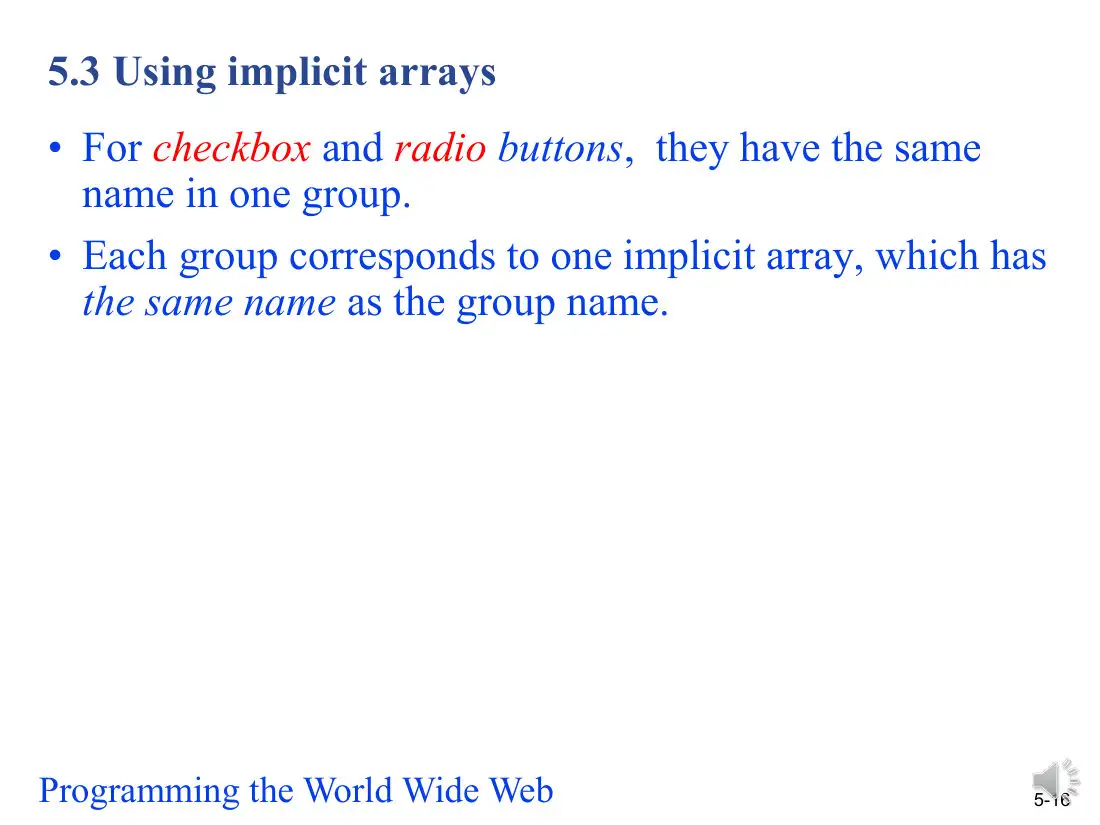 5.3 Using implicit arrays
• For checkbox and radio buttons, they have the same
name in one group.
• Each group corresponds to one implicit array, which has
the same name as the group name.
Programming the World Wide Web
5-16